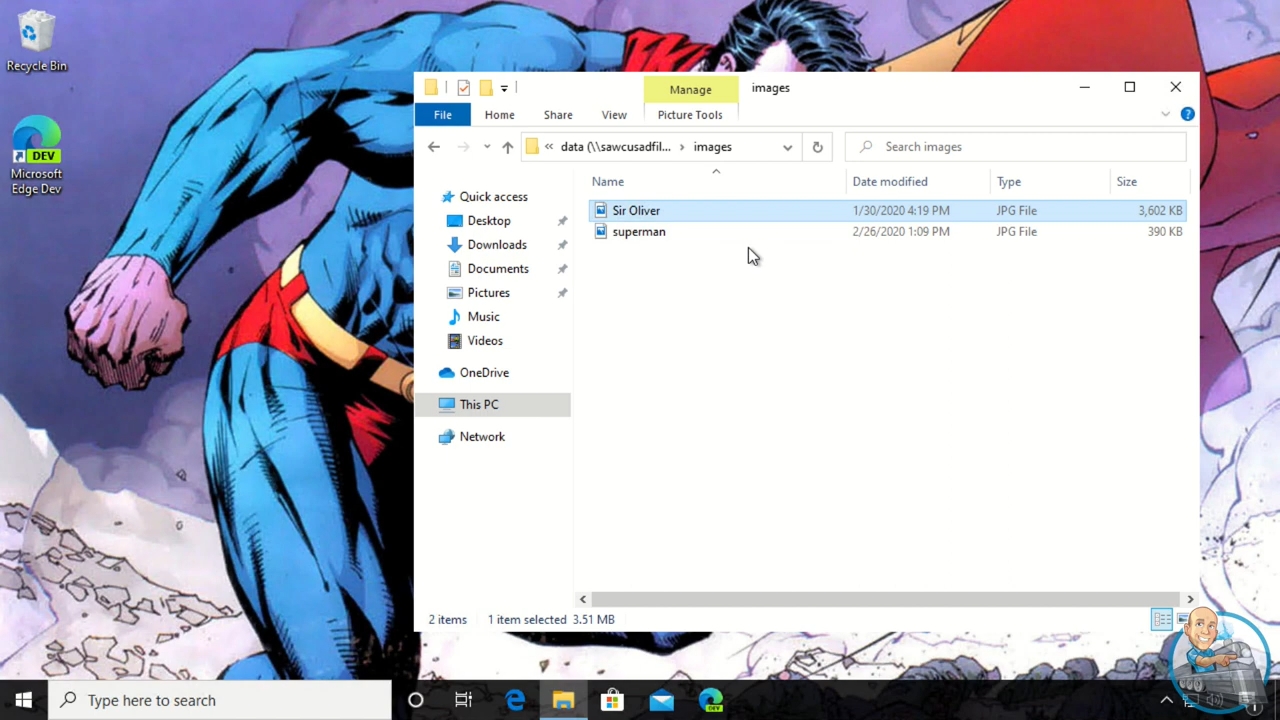 Recycle Bin
DEV
Microsoft
Edge Dev
Manage
images
File
Home
Share
View
Picture Tools
?
« data (\\sawcusadfil... › images
Search images
Name
Date modified
Type
Size
Sir Oliver
1/30/2020 4:19 PM
JPG File
3,602 KB
superman
2/26/2020 1:09 PM
JPG File
390 KB
Quick access
Desktop
Downloads
Documents
Pictures
Music
Videos
OneDrive
This PC
Network
2 items
1 item selected 3.51 MB
Type here to search
DEV
1